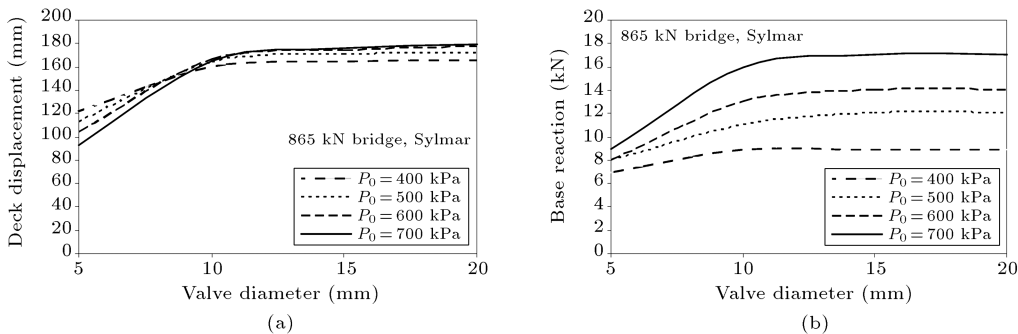 Deck displacement (mm)
200
180
160
140
120
100
80
60
40
20
0
865 kN bridge, Sylmar
P₀ = 400 kPa
P₀ = 500 kPa
P₀ = 600 kPa
P₀ = 700 kPa
5 10 15 20
Valve diameter (mm)
(a)
Base reaction (kN)
20
18
16
14
12
10
8
6
4
2
0
865 kN bridge, Sylmar
P₀ = 400 kPa
P₀ = 500 kPa
P₀ = 600 kPa
P₀ = 700 kPa
5 10 15 20
Valve diameter (mm)
(b)